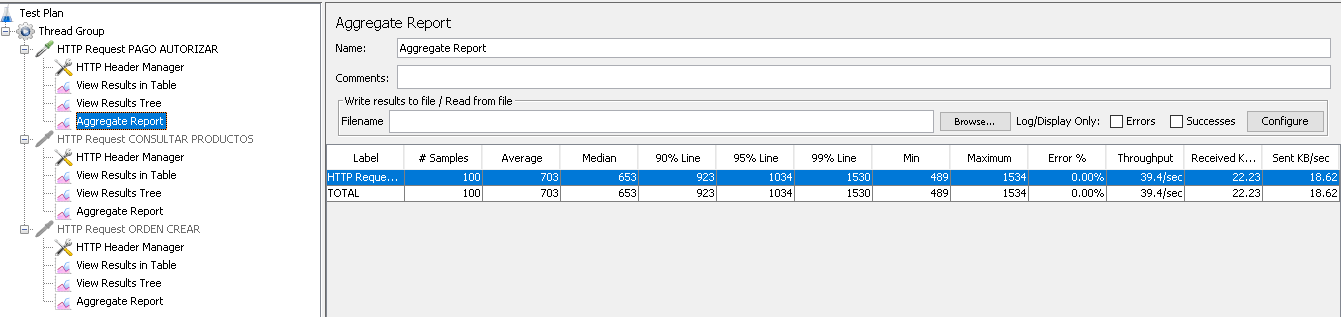 Test Plan
Thread Group
HTTP Request PAGO AUTORIZAR
HTTP Header Manager
View Results in Table
View Results Tree
Aggregate Report
HTTP Request CONSULTAR PRODUCTOS
HTTP Header Manager
View Results in Table
View Results Tree
Aggregate Report
HTTP Request ORDEN CREAR
HTTP Header Manager
View Results in Table
View Results Tree
Aggregate Report
Aggregate Report
Name: Aggregate Report
Comments:
Write results to file / Read from file
Filename Browse... Log/Display Only: Errors Successes Configure
Label # Samples Average Median 90% Line 95% Line 99% Line Min Maximum Error % Throughput Received K... Sent KB/sec
HTTP Reque... 100 703 653 923 1034 1530 489 1534 0.00% 39.4/sec 22.23 18.62
TOTAL 100 703 653 923 1034 1530 489 1534 0.00% 39.4/sec 22.23 18.62